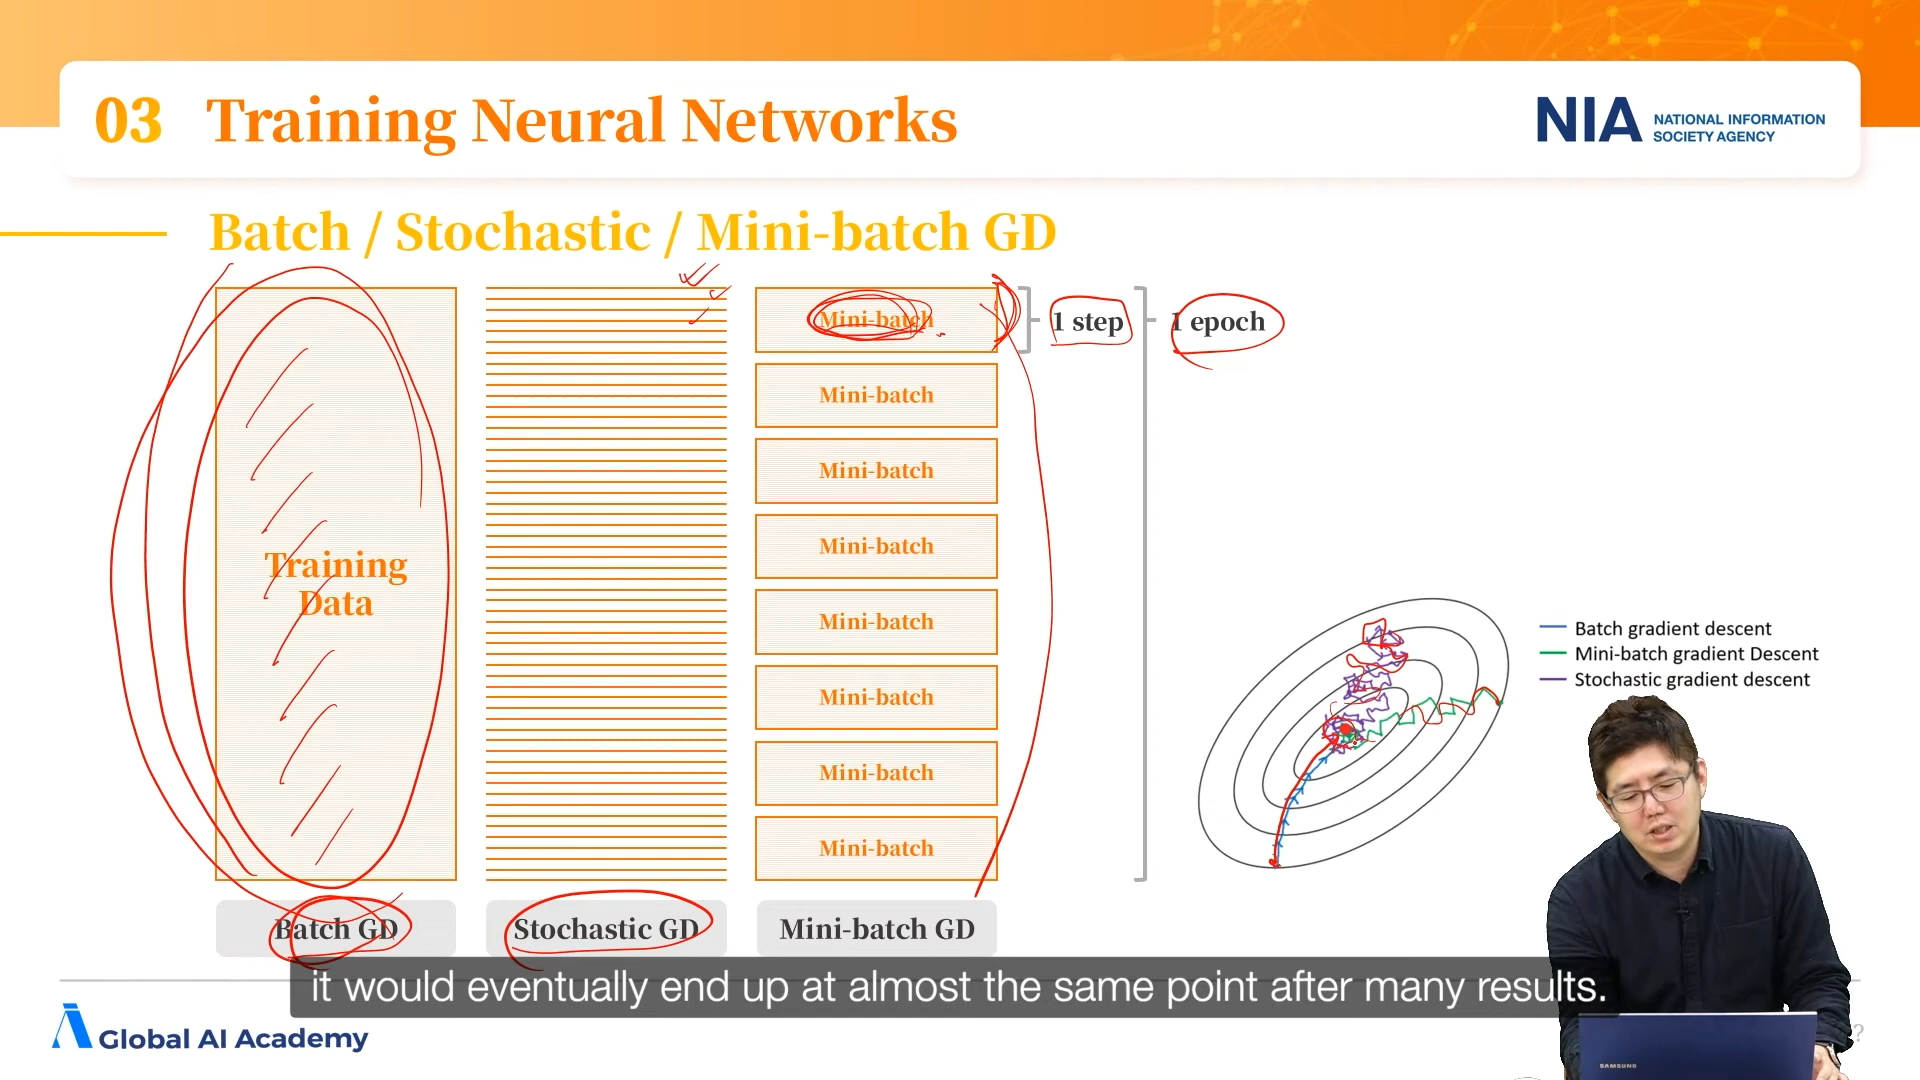 03 Training Neural Networks
NIA NATIONAL INFORMATION
SOCIETY AGENCY
Batch / Stochastic / Mini-batch GD
Training
Data
Mini-batch
Mini-batch
Mini-batch
Mini-batch
Mini-batch
Mini-batch
Mini-batch
Mini-batch
1 step
1 epoch
Batch gradient descent
Mini-batch gradient Descent
Stochastic gradient descent
Batch GD
Stochastic GD
Mini-batch GD
it would eventually end up at almost the same point after many results.
Global AI Academy
SAMSUNG
?